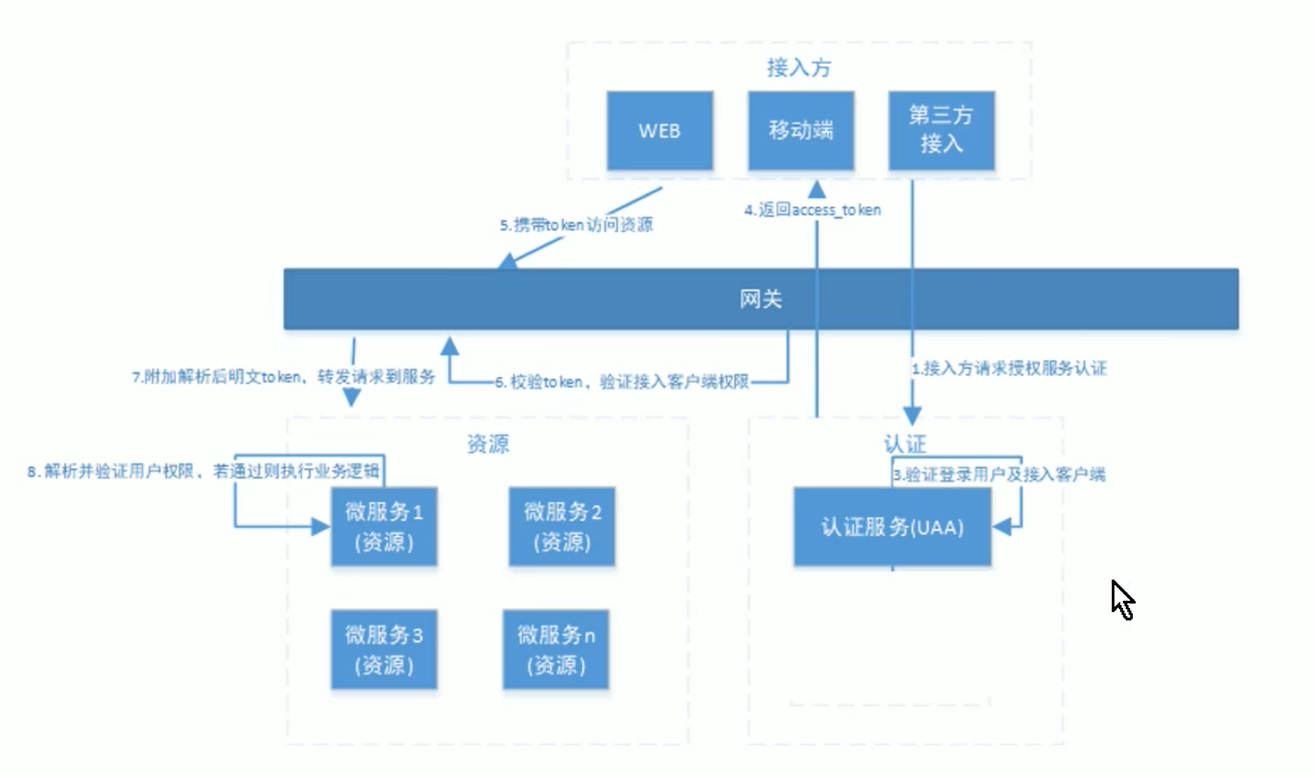 接入方
WEB
移动端
第三方
接入
5.携带token访问资源
4.返回access_token
网关
1.接入方请求授权服务认证
7.附加解析后明文token，转发请求到服务
6.校验token，验证接入客户端权限
资源
认证
8.解析并验证用户权限，若通过则执行业务逻辑
3.验证登录用户及接入客户端
微服务1
(资源)
微服务2
(资源)
认证服务(UAA)
微服务3
(资源)
微服务n
(资源)